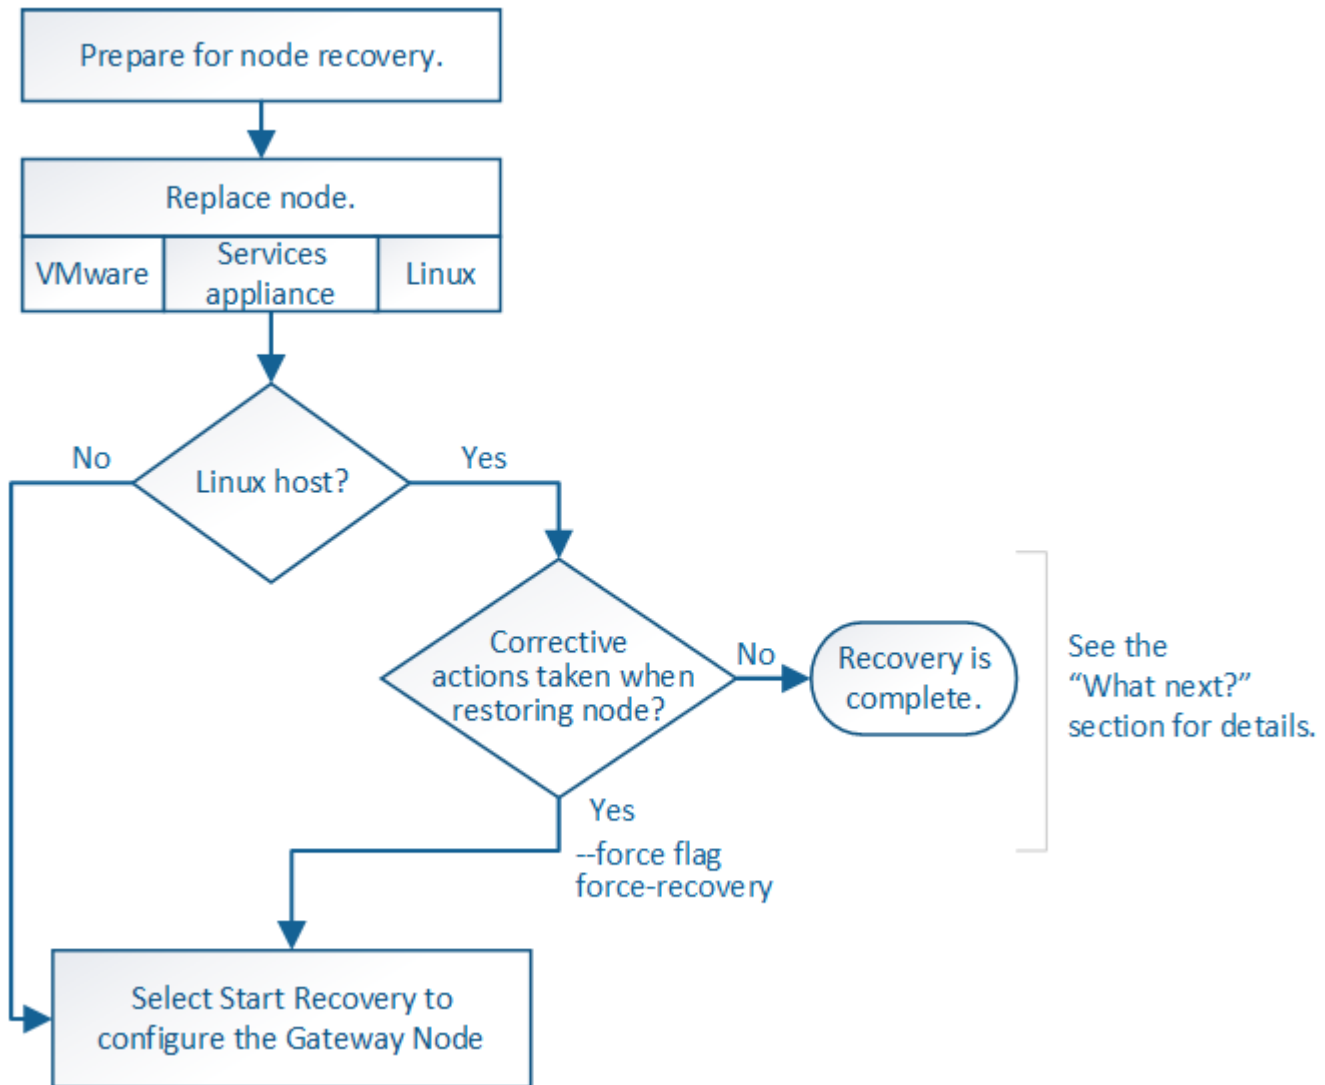 Prepare for node recovery.
Replace node.
VMware
Services
appliance
Linux
No
Linux host?
Yes
Corrective
actions taken when
restoring node?
No
Recovery is
complete.
See the
“What next?”
section for details.
Yes
--force flag
force-recovery
Select Start Recovery to
configure the Gateway Node